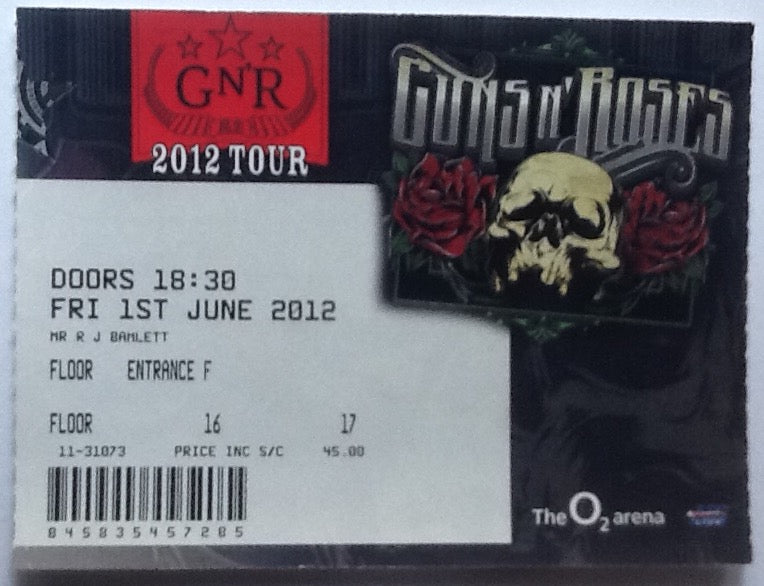 GN'R
2012 TOUR
GUNS N' ROSES
DOORS 18:30
FRI 1ST JUNE 2012
MR R J BAMLETT
FLOOR ENTRANCE F
FLOOR 16 17
11-31073 PRICE INC S/C 45.00
845835457285
The O2 arena